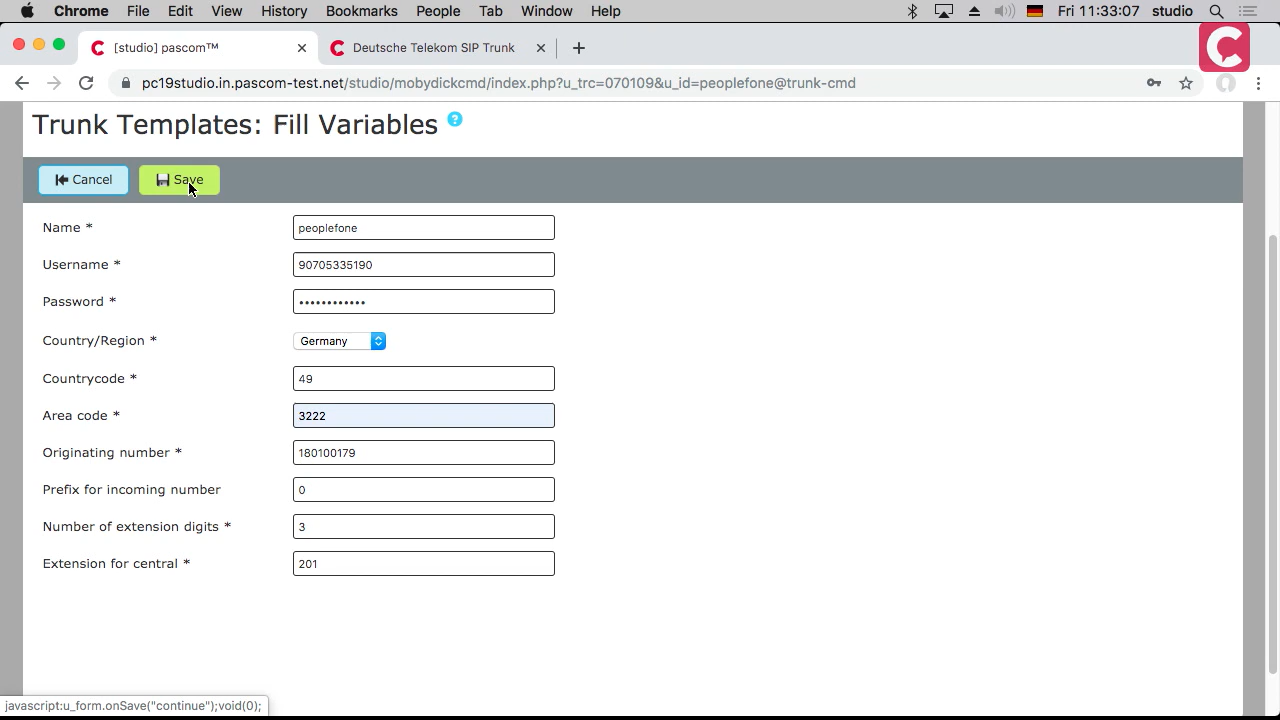 Chrome File Edit View History Bookmarks People Tab Window Help Fri 11:33:07 studio
[studio] pascom™ Deutsche Telekom SIP Trunk
pc19studio.in.pascom-test.net/studio/mobydickcmd/index.php?u_trc=070109&u_id=peoplefone@trunk-cmd
Trunk Templates: Fill Variables ?
Cancel Save
Name * peoplefone
Username * 90705335190
Password * ••••••••••••
Country/Region * Germany
Countrycode * 49
Area code * 3222
Originating number * 180100179
Prefix for incoming number 0
Number of extension digits * 3
Extension for central * 201
javascript:u_form.onSave("continue");void(0);